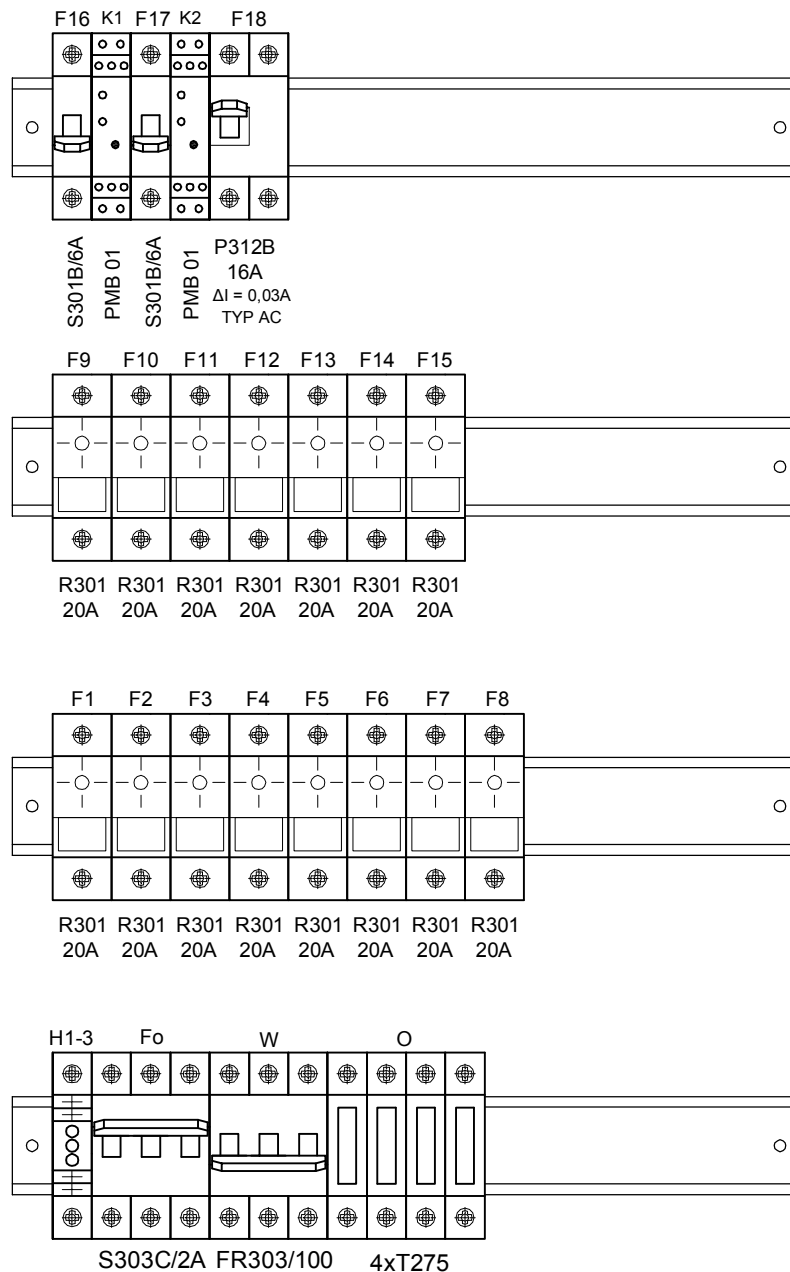 F16 K1 F17 K2 F18
S301B/6A PMB 01 S301B/6A PMB 01 P312B
16A
ΔI = 0,03A
TYP AC
F9 F10 F11 F12 F13 F14 F15
R301 R301 R301 R301 R301 R301 R301
20A 20A 20A 20A 20A 20A 20A
F1 F2 F3 F4 F5 F6 F7 F8
R301 R301 R301 R301 R301 R301 R301 R301
20A 20A 20A 20A 20A 20A 20A 20A
H1-3 Fo W O
S303C/2A FR303/100 4xT275